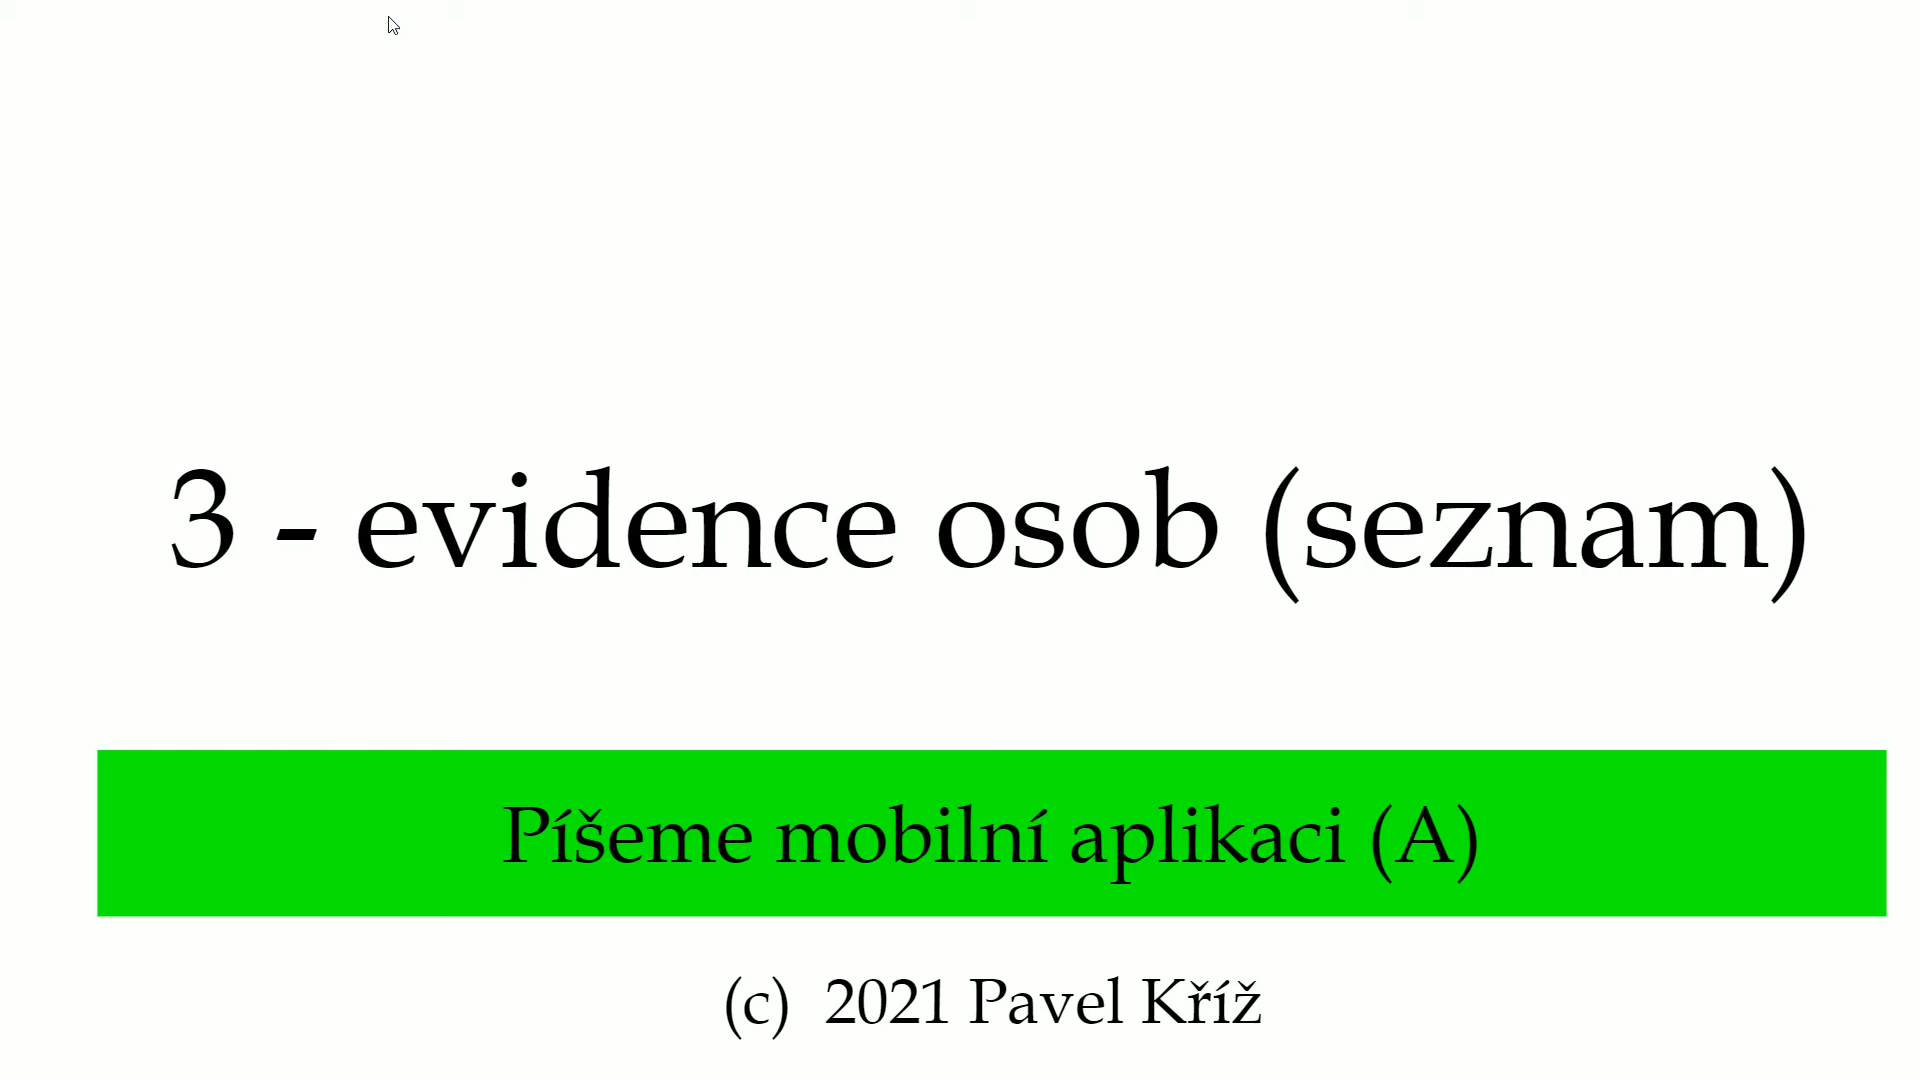 3 - evidence osob (seznam)
Píšeme mobilní aplikaci (A)
(c) 2021 Pavel Kříž